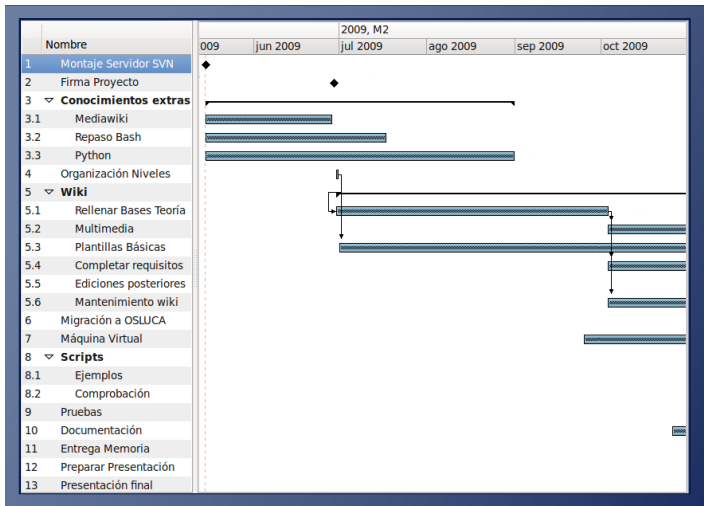 2009, M2
Nombre
009 jun 2009 jul 2009 ago 2009 sep 2009 oct 2009
1 Montaje Servidor SVN
2 Firma Proyecto
3 Conocimientos extras
3.1 Mediawiki
3.2 Repaso Bash
3.3 Python
4 Organización Niveles
5 Wiki
5.1 Rellenar Bases Teoría
5.2 Multimedia
5.3 Plantillas Básicas
5.4 Completar requisitos
5.5 Ediciones posteriores
5.6 Mantenimiento wiki
6 Migración a OSLUCA
7 Máquina Virtual
8 Scripts
8.1 Ejemplos
8.2 Comprobación
9 Pruebas
10 Documentación
11 Entrega Memoria
12 Preparar Presentación
13 Presentación final